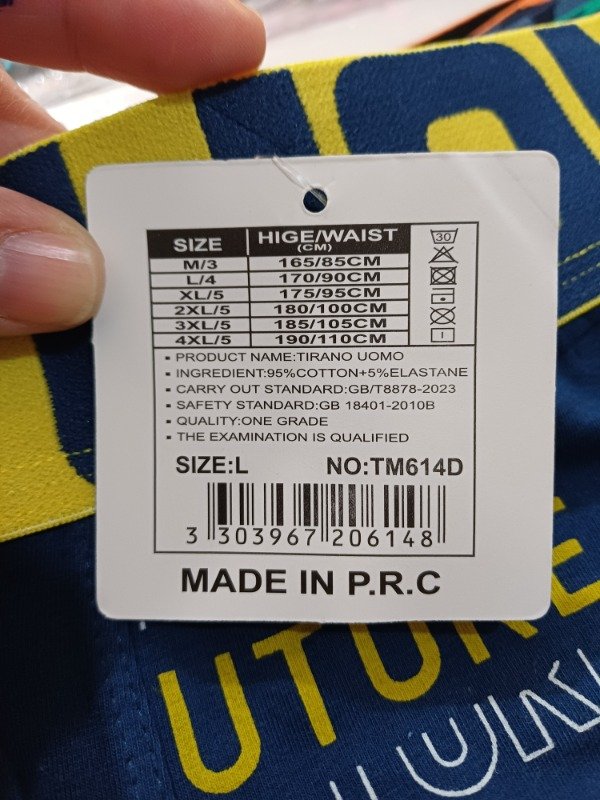 SIZE HIGE/WAIST (CM) 30
M/3 165/85CM
L/4 170/90CM
XL/5 175/95CM
2XL/5 180/100CM
3XL/5 185/105CM
4XL/5 190/110CM
▪ PRODUCT NAME:TIRANO UOMO
▪ INGREDIENT:95%COTTON+5%ELASTANE
▪ CARRY OUT STANDARD:GB/T8878-2023
▪ SAFETY STANDARD:GB 18401-2010B
▪ QUALITY:ONE GRADE
▪ THE EXAMINATION IS QUALIFIED
SIZE:L NO:TM614D
3 303967 206148
MADE IN P.R.C
UTURE